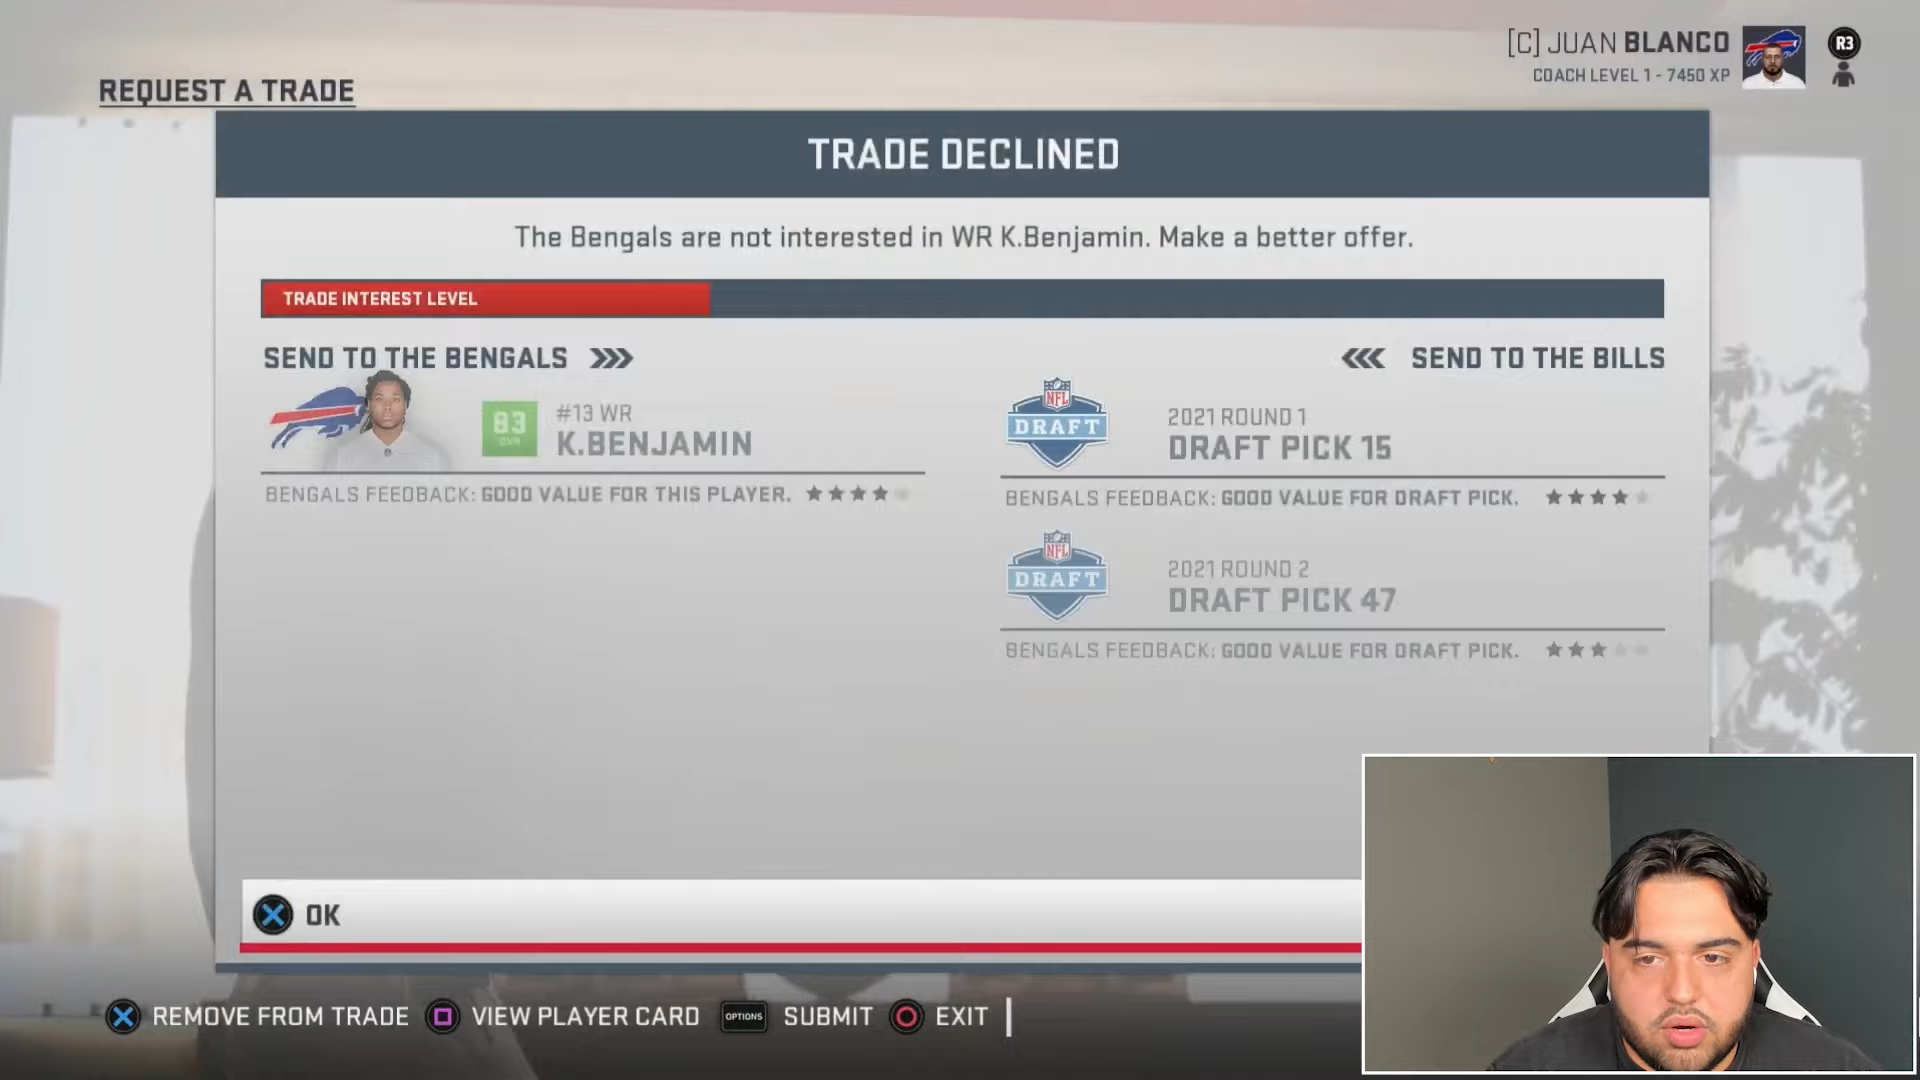 [C] JUAN BLANCO
COACH LEVEL 1 - 7450 XP
R3
REQUEST A TRADE
TRADE DECLINED
The Bengals are not interested in WR K.Benjamin. Make a better offer.
TRADE INTEREST LEVEL
SEND TO THE BENGALS
SEND TO THE BILLS
83
OVR
#13 WR
K.BENJAMIN
BENGALS FEEDBACK: GOOD VALUE FOR THIS PLAYER.
NFL
DRAFT
2021 ROUND 1
DRAFT PICK 15
BENGALS FEEDBACK: GOOD VALUE FOR DRAFT PICK.
NFL
DRAFT
2021 ROUND 2
DRAFT PICK 47
BENGALS FEEDBACK: GOOD VALUE FOR DRAFT PICK.
OK
REMOVE FROM TRADE VIEW PLAYER CARD OPTIONS SUBMIT EXIT